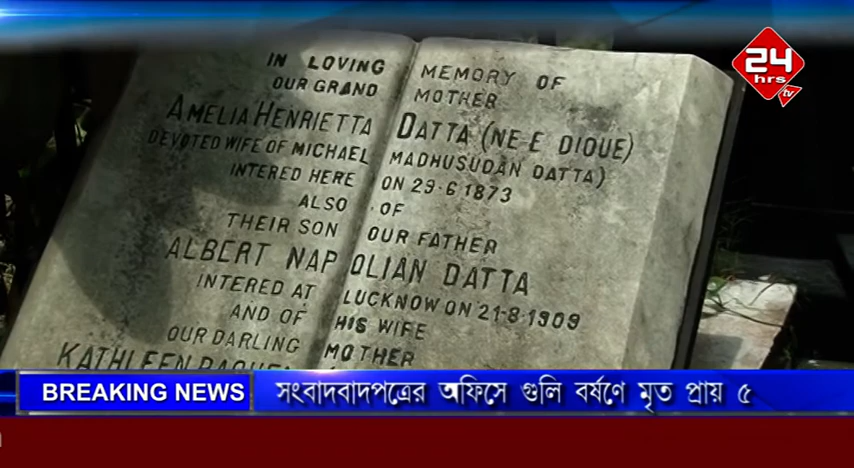 IN LOVING MEMORY OF
OUR GRAND MOTHER
AMELIA HENRIETTA DATTA (NE·E DIQUE)
DEVOTED WIFE OF MICHAEL MADHUSUDAN DATTA)
INTERED HERE ON 29·6·1873
ALSO OF
THEIR SON OUR FATHER
ALBERT NAPOLIAN DATTA
INTERED AT LUCKNOW ON 21·8·1909
AND OF HIS WIFE
OUR DARLING MOTHER
KATHLEEN
24
hrs
tv
BREAKING NEWS
সংবাদবাদপত্রের অফিসে গুলি বর্ষণে মৃত প্রায় ৫